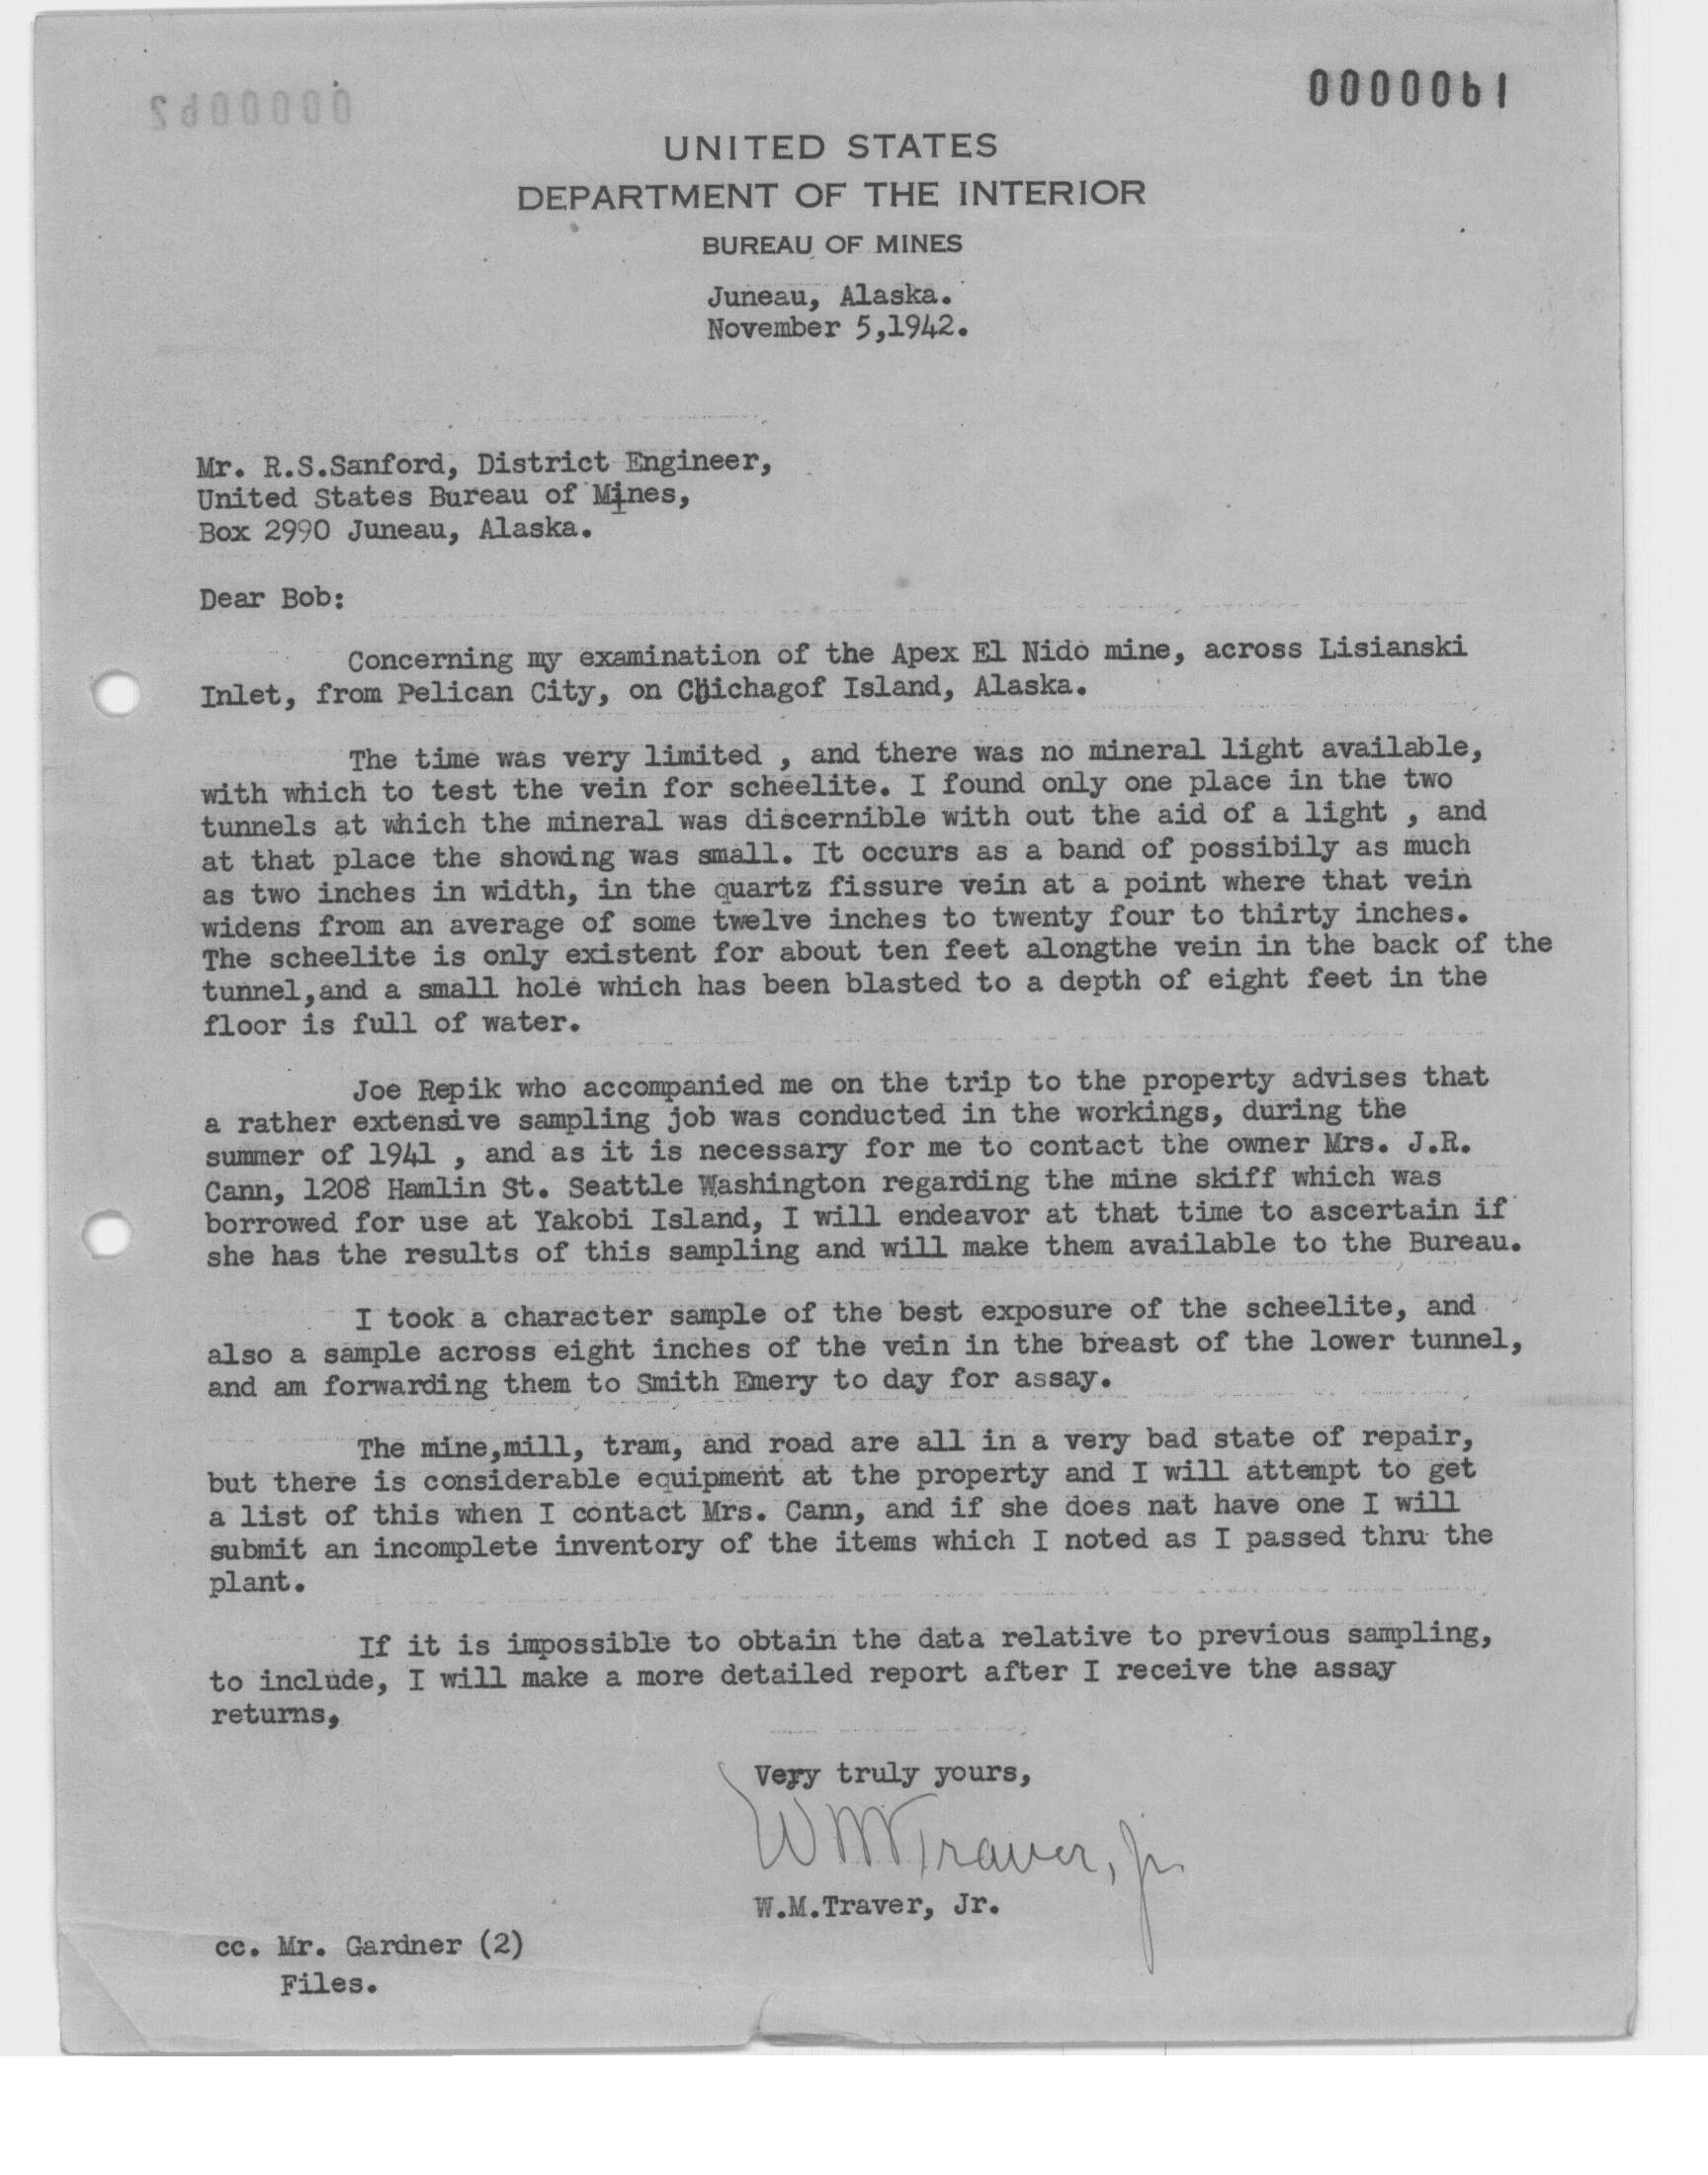 0000061
UNITED STATES
DEPARTMENT OF THE INTERIOR
BUREAU OF MINES
Juneau, Alaska.
November 5,1942.
Mr. R.S.Sanford, District Engineer,
United States Bureau of Mines,
Box 2990 Juneau, Alaska.
Dear Bob:
Concerning my examination of the Apex El Nido mine, across Lisianski
Inlet, from Pelican City, on Chichagof Island, Alaska.
The time was very limited , and there was no mineral light available,
with which to test the vein for scheelite. I found only one place in the two
tunnels at which the mineral was discernible with out the aid of a light , and
at that place the showing was small. It occurs as a band of possibily as much
as two inches in width, in the quartz fissure vein at a point where that vein
widens from an average of some twelve inches to twenty four to thirty inches.
The scheelite is only existent for about ten feet alongthe vein in the back of the
tunnel,and a small hole which has been blasted to a depth of eight feet in the
floor is full of water.
Joe Repik who accompanied me on the trip to the property advises that
a rather extensive sampling job was conducted in the workings, during the
summer of 1941 , and as it is necessary for me to contact the owner Mrs. J.R.
Cann, 1208 Hamlin St. Seattle Washington regarding the mine skiff which was
borrowed for use at Yakobi Island, I will endeavor at that time to ascertain if
she has the results of this sampling and will make them available to the Bureau.
I took a character sample of the best exposure of the scheelite, and
also a sample across eight inches of the vein in the breast of the lower tunnel,
and am forwarding them to Smith Emery to day for assay.
The mine,mill, tram, and road are all in a very bad state of repair,
but there is considerable equipment at the property and I will attempt to get
a list of this when I contact Mrs. Cann, and if she does nat have one I will
submit an incomplete inventory of the items which I noted as I passed thru the
plant.
If it is impossible to obtain the data relative to previous sampling,
to include, I will make a more detailed report after I receive the assay
returns,
Very truly yours,
W M Traver, Jr.
W.M.Traver, Jr.
cc. Mr. Gardner (2)
Files.